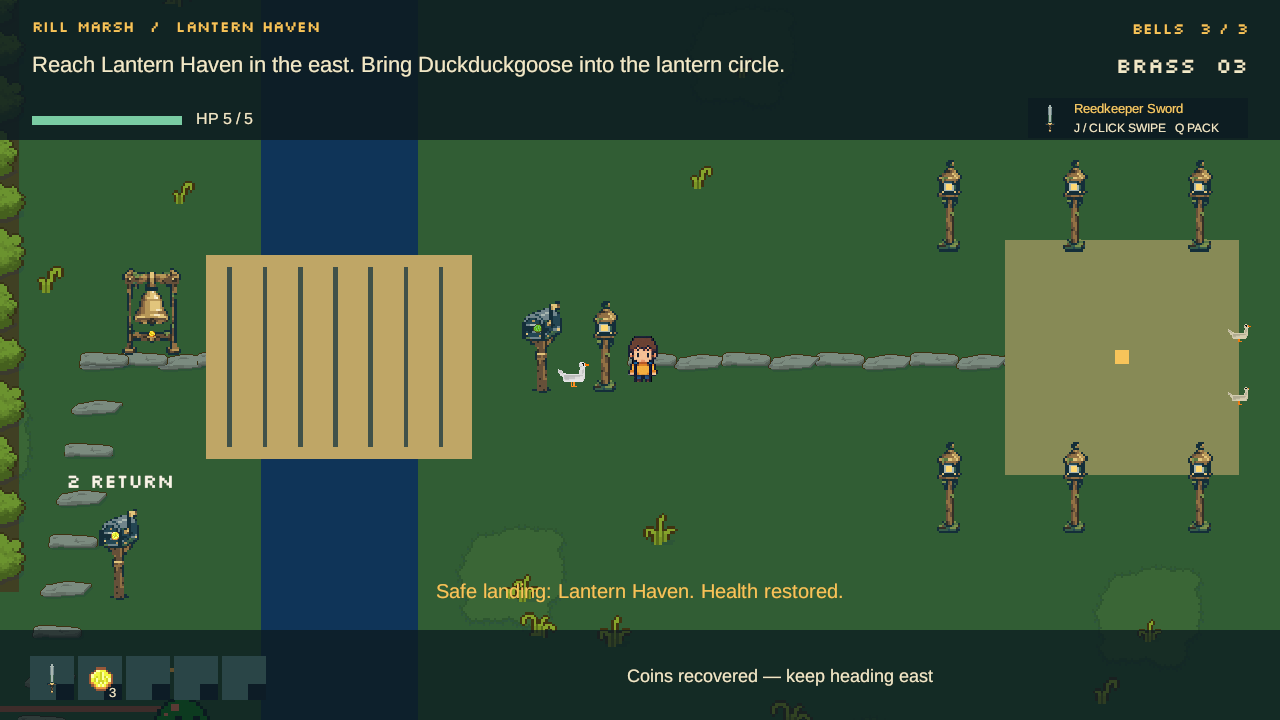 RILL MARSH / LANTERN HAVEN
BELLS 3 / 3
Reach Lantern Haven in the east. Bring Duckduckgoose into the lantern circle.
BRASS 03
HP 5 / 5
Reedkeeper Sword
J / CLICK SWIPE Q PACK
2 RETURN
Safe landing: Lantern Haven. Health restored.
Coins recovered — keep heading east
3